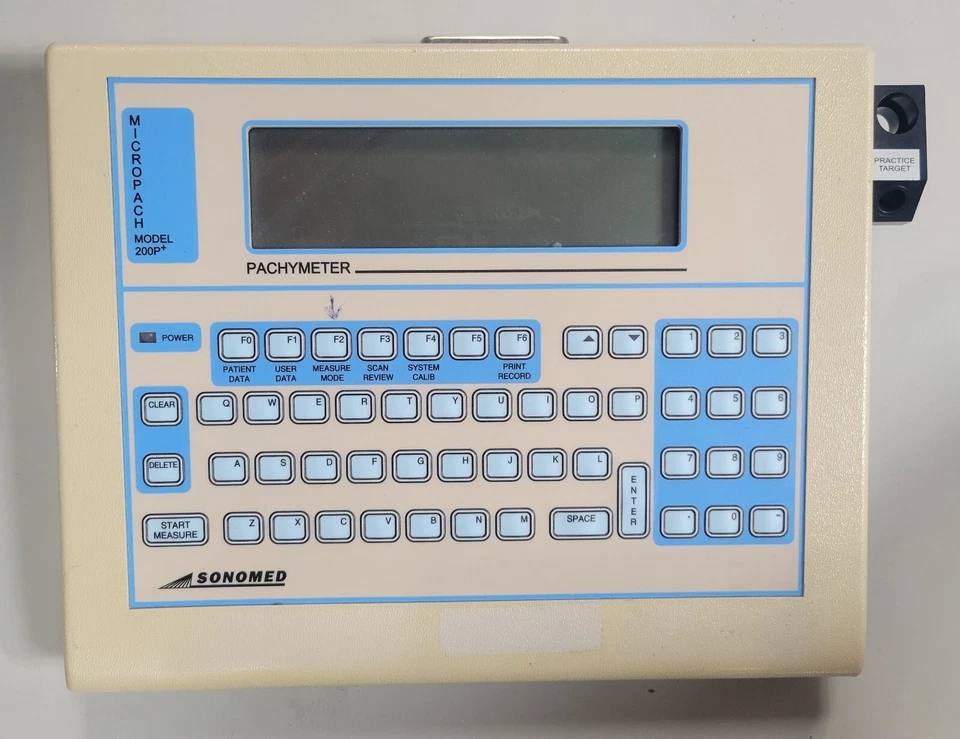 MICROPACH
MODEL
200P+
PRACTICE
TARGET
PACHYMETER
POWER
F0 F1 F2 F3 F4 F5 F6
PATIENT DATA
USER DATA
MEASURE MODE
SCAN REVIEW
SYSTEM CALIB
PRINT RECORD
1 2 3
CLEAR
Q W E R T Y U I O P
4 5 6
DELETE
A S D F G H J K L
7 8 9
ENTER
START
MEASURE
Z X C V B N M SPACE
. 0 -
SONOMED